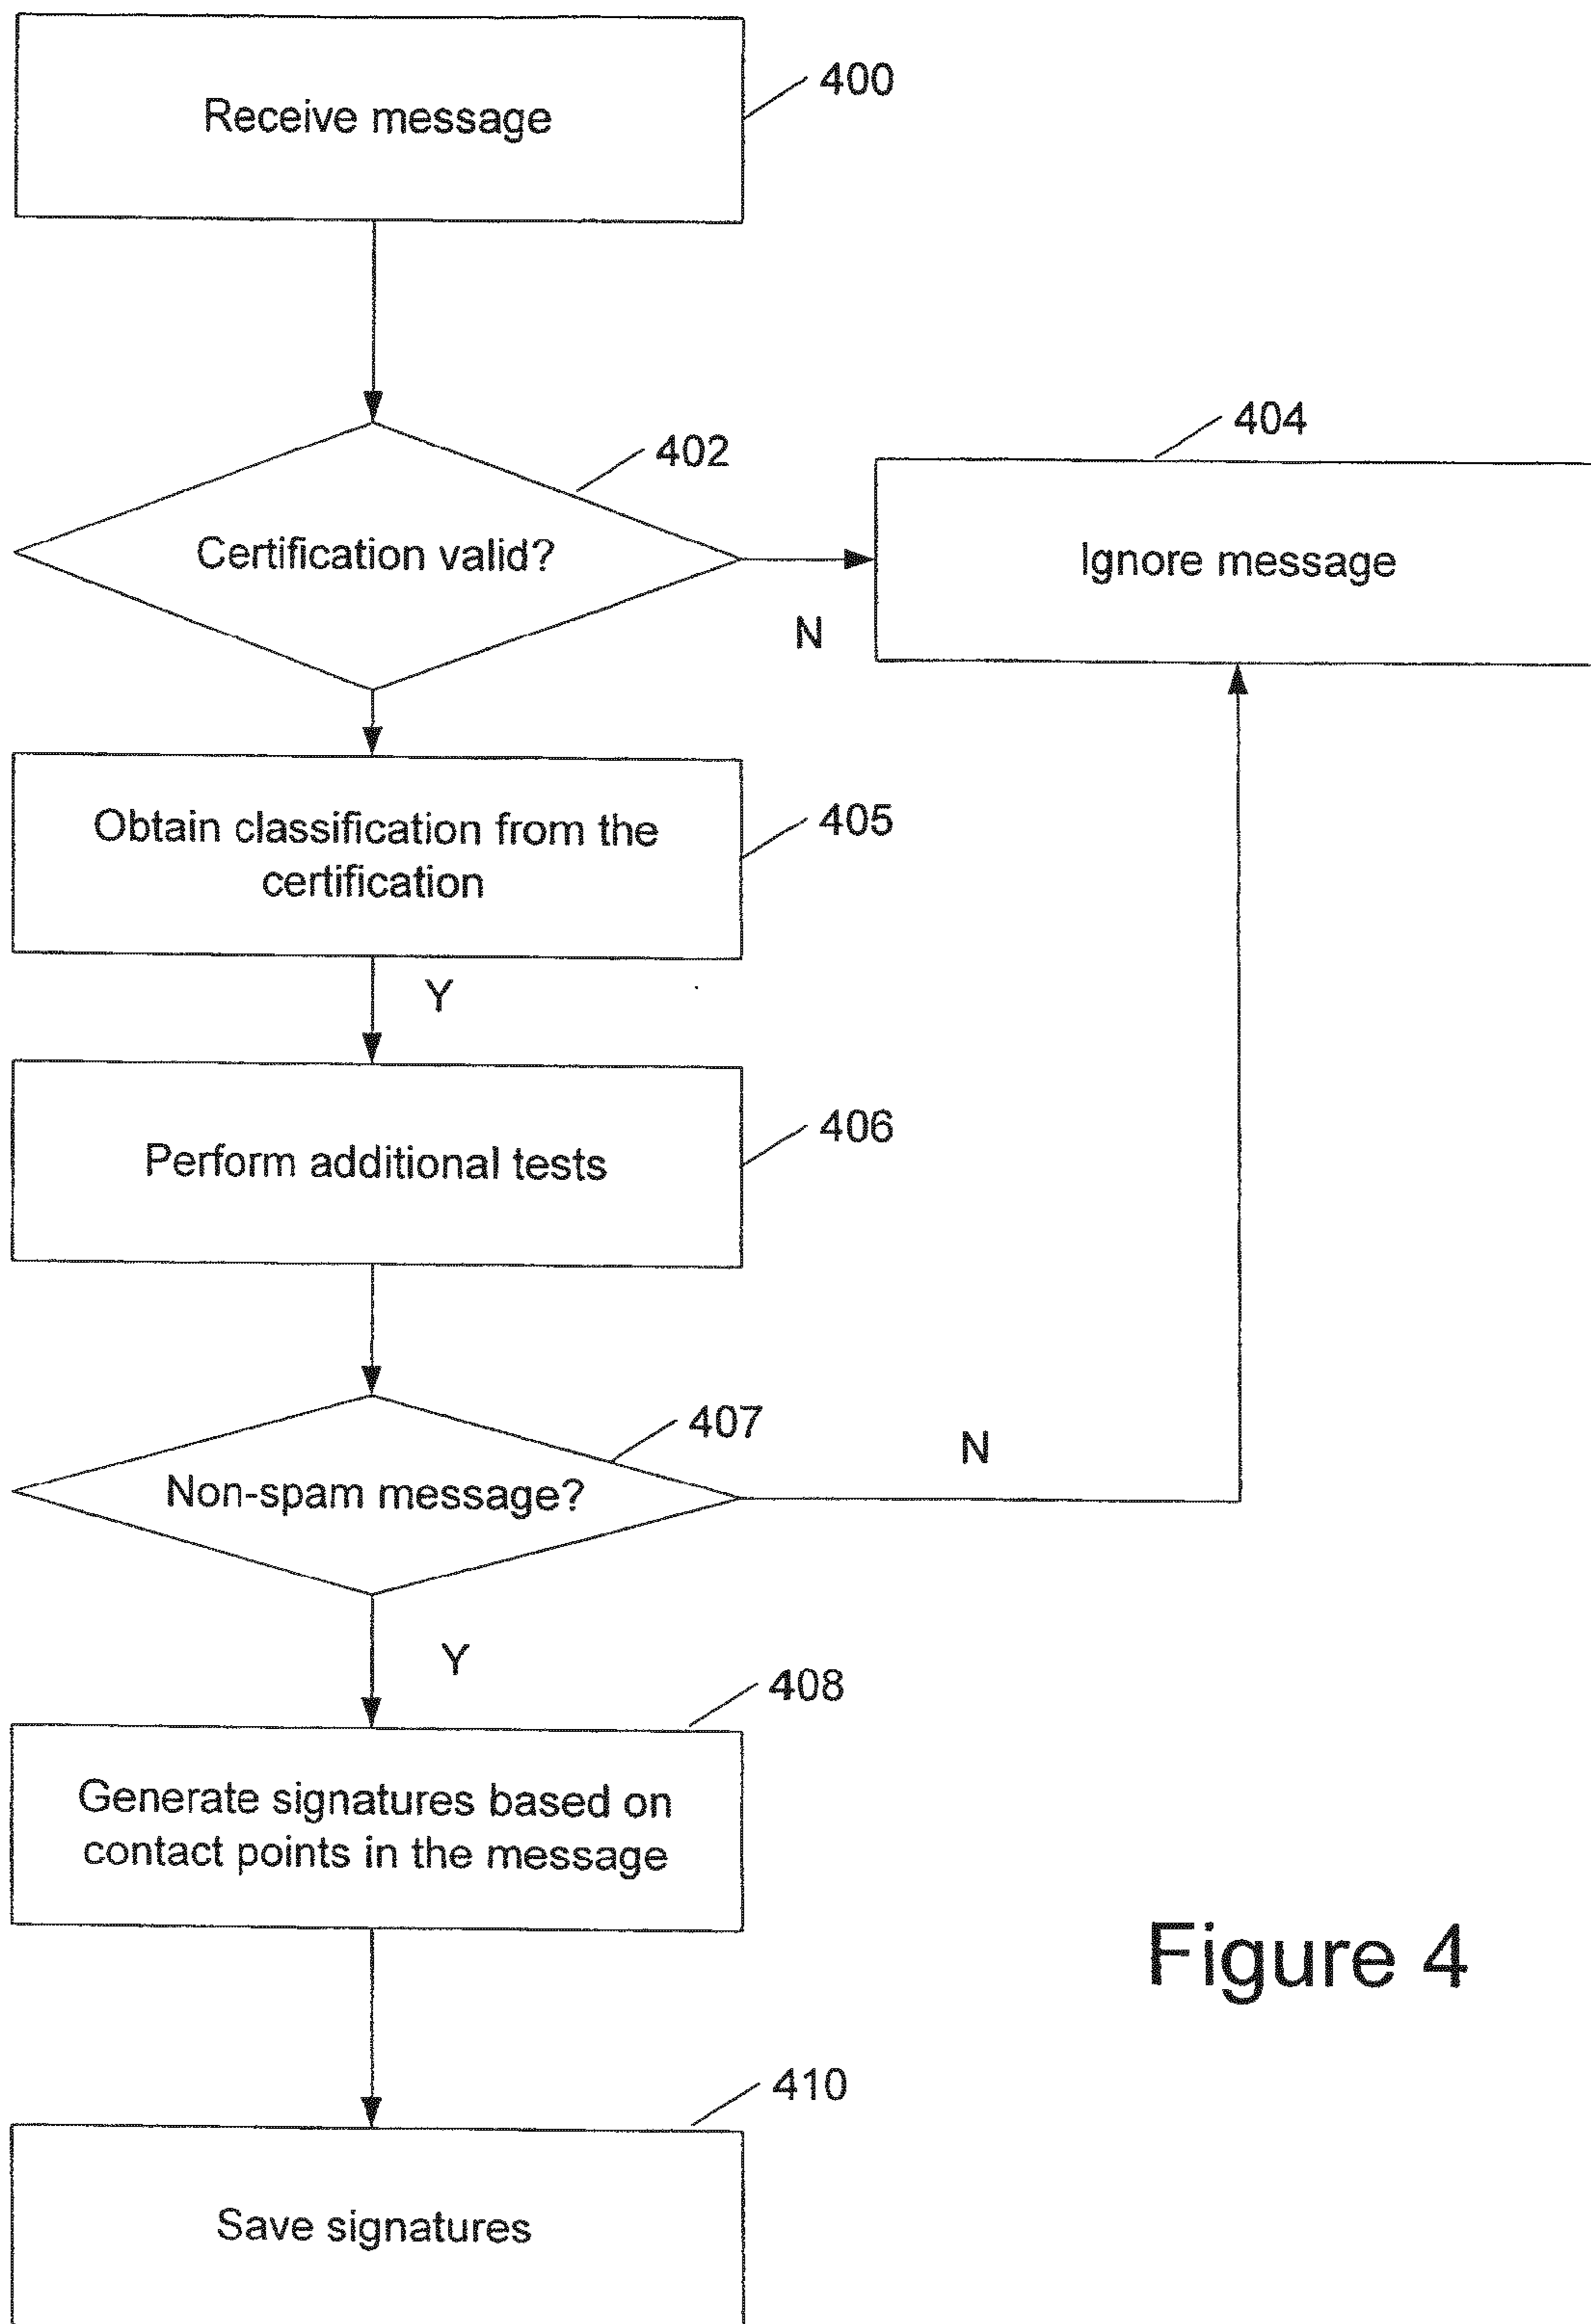 Receive message
400
402
Certification valid?
N
404
Ignore message
Obtain classification from the
certification
405
Y
Perform additional tests
406
407
Non-spam message?
N
Y
408
Generate signatures based on
contact points in the message
410
Save signatures
Figure 4